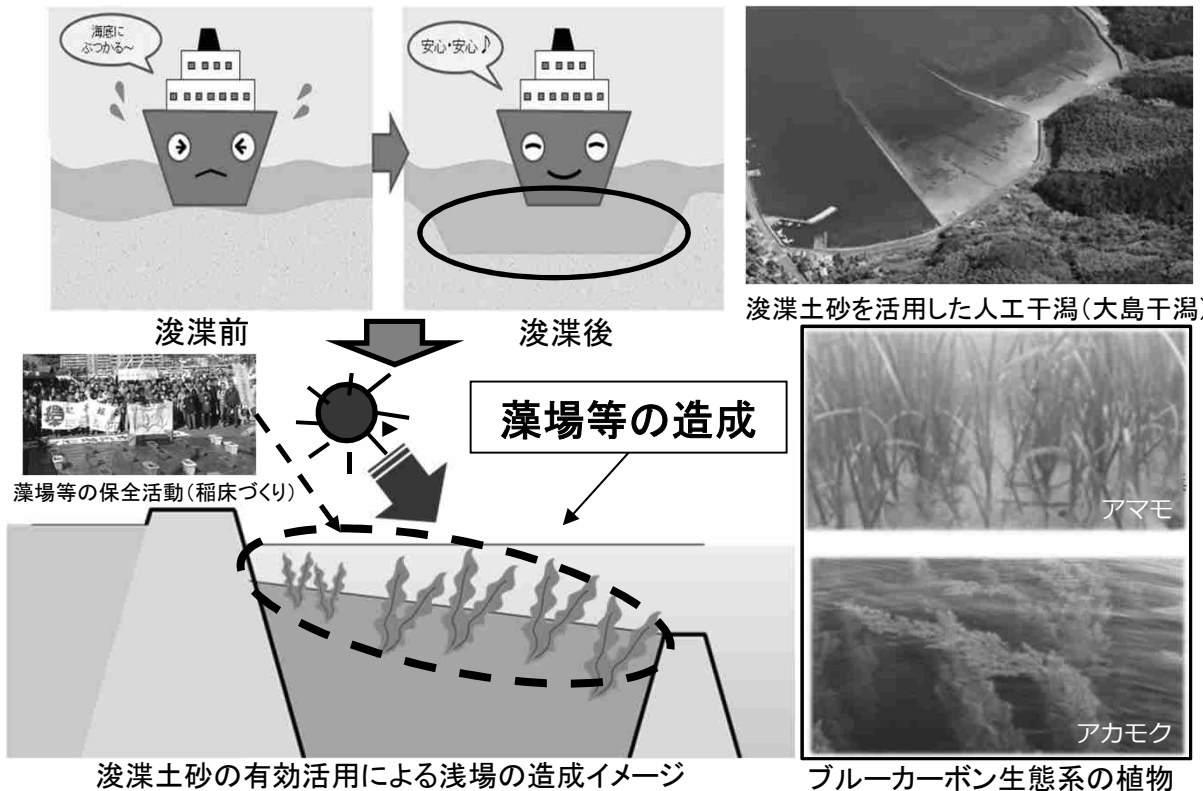 海底に
ぶつかる～
安心・安心♪
浚渫前
浚渫後
浚渫土砂を活用した人工干潟（大島干潟）
藻場等の保全活動（稲床づくり）
藻場等の造成
アマモ
アカモク
浚渫土砂の有効活用による浅場の造成イメージ
ブルーカーボン生態系の植物